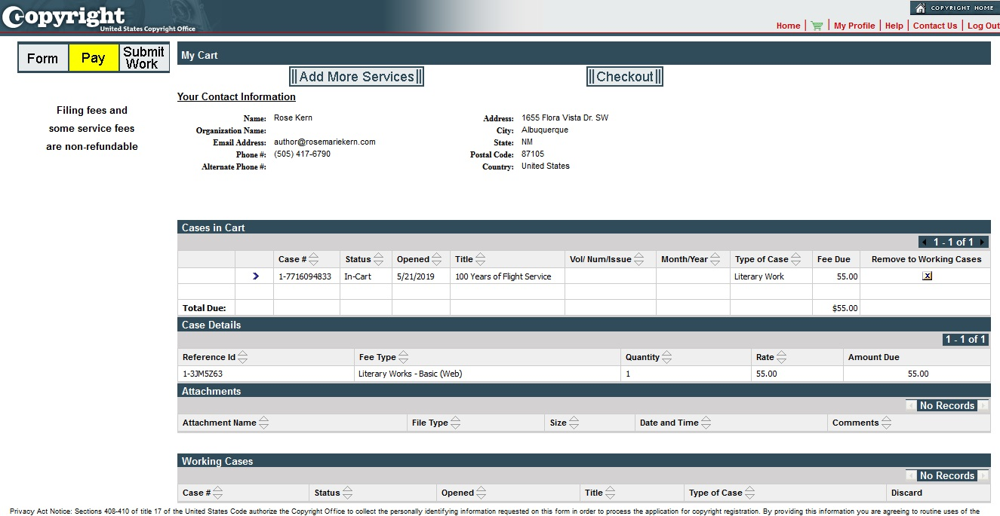 Copyright
United States Copyright Office
COPYRIGHT HOME
Home My Profile Help Contact Us Log Out
Form Pay Submit Work
My Cart
Add More Services Checkout
Filing fees and
some service fees
are non-refundable
Your Contact Information
Name: Rose Kern Address: 1655 Flora Vista Dr. SW
Organization Name: City: Albuquerque
Email Address: author@rosemariekern.com State: NM
Phone #: (505) 417-6790 Postal Code: 87105
Alternate Phone #: Country: United States
Cases in Cart
1 - 1 of 1
Case # Status Opened Title Vol/ Num/Issue Month/Year Type of Case Fee Due Remove to Working Cases
1-7716094833 In-Cart 5/21/2019 100 Years of Flight Service Literary Work 55.00 x
Total Due: $55.00
Case Details
1 - 1 of 1
Reference Id Fee Type Quantity Rate Amount Due
1-3JM5Z63 Literary Works - Basic (Web) 1 55.00 55.00
Attachments
No Records
Attachment Name File Type Size Date and Time Comments
Working Cases
No Records
Case # Status Opened Title Type of Case Discard
Privacy Act Notice: Sections 408-410 of title 17 of the United States Code authorize the Copyright Office to collect the personally identifying information requested on this form in order to process the application for copyright registration. By providing this information you are agreeing to routine uses of the